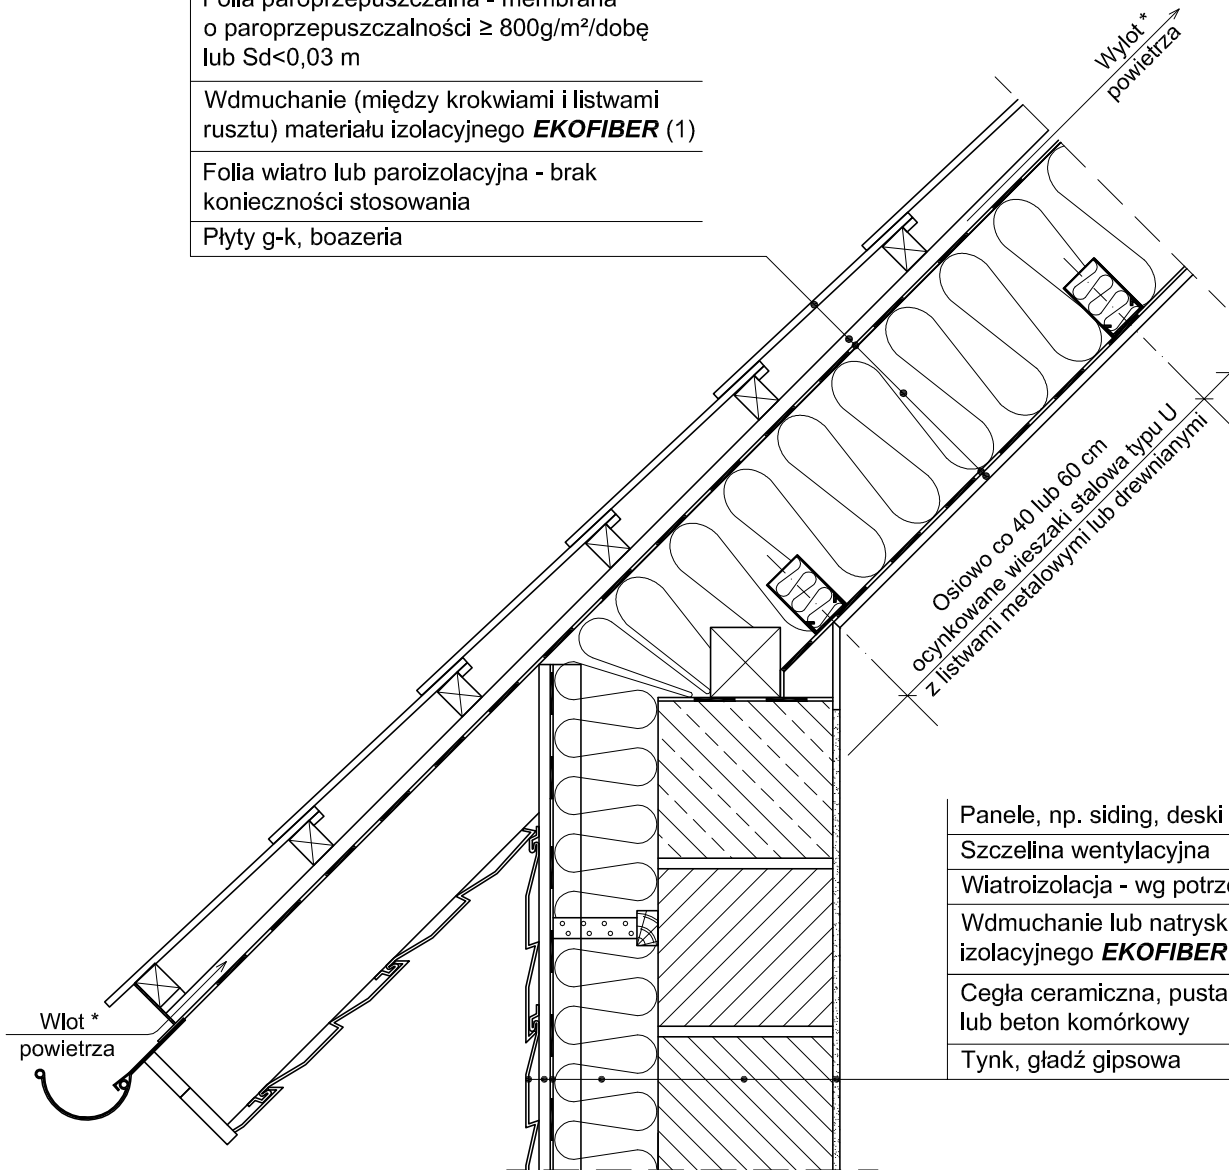 Folia paroprzepuszczalna - membrana
o paroprzepuszczalności ≥ 800g/m²/dobę
lub Sd<0,03 m
Wdmuchanie (między krokwiami i listwami
rusztu) materiału izolacyjnego EKOFIBER (1)
Folia wiatro lub paroizolacyjna - brak
konieczności stosowania
Płyty g-k, boazeria
Wylot *
powietrza
Osiowo co 40 lub 60 cm
ocynkowane wieszaki stalowa typu U
z listwami metalowymi lub drewnianymi
Panele, np. siding, deski
Szczelina wentylacyjna
Wiatroizolacja - wg
Wdmuchanie lub natrysk
izolacyjnego EKOFIBER
Cegła ceramiczna,
lub beton komórkowy
Tynk, gładź gipsowa
Wlot *
powietrza